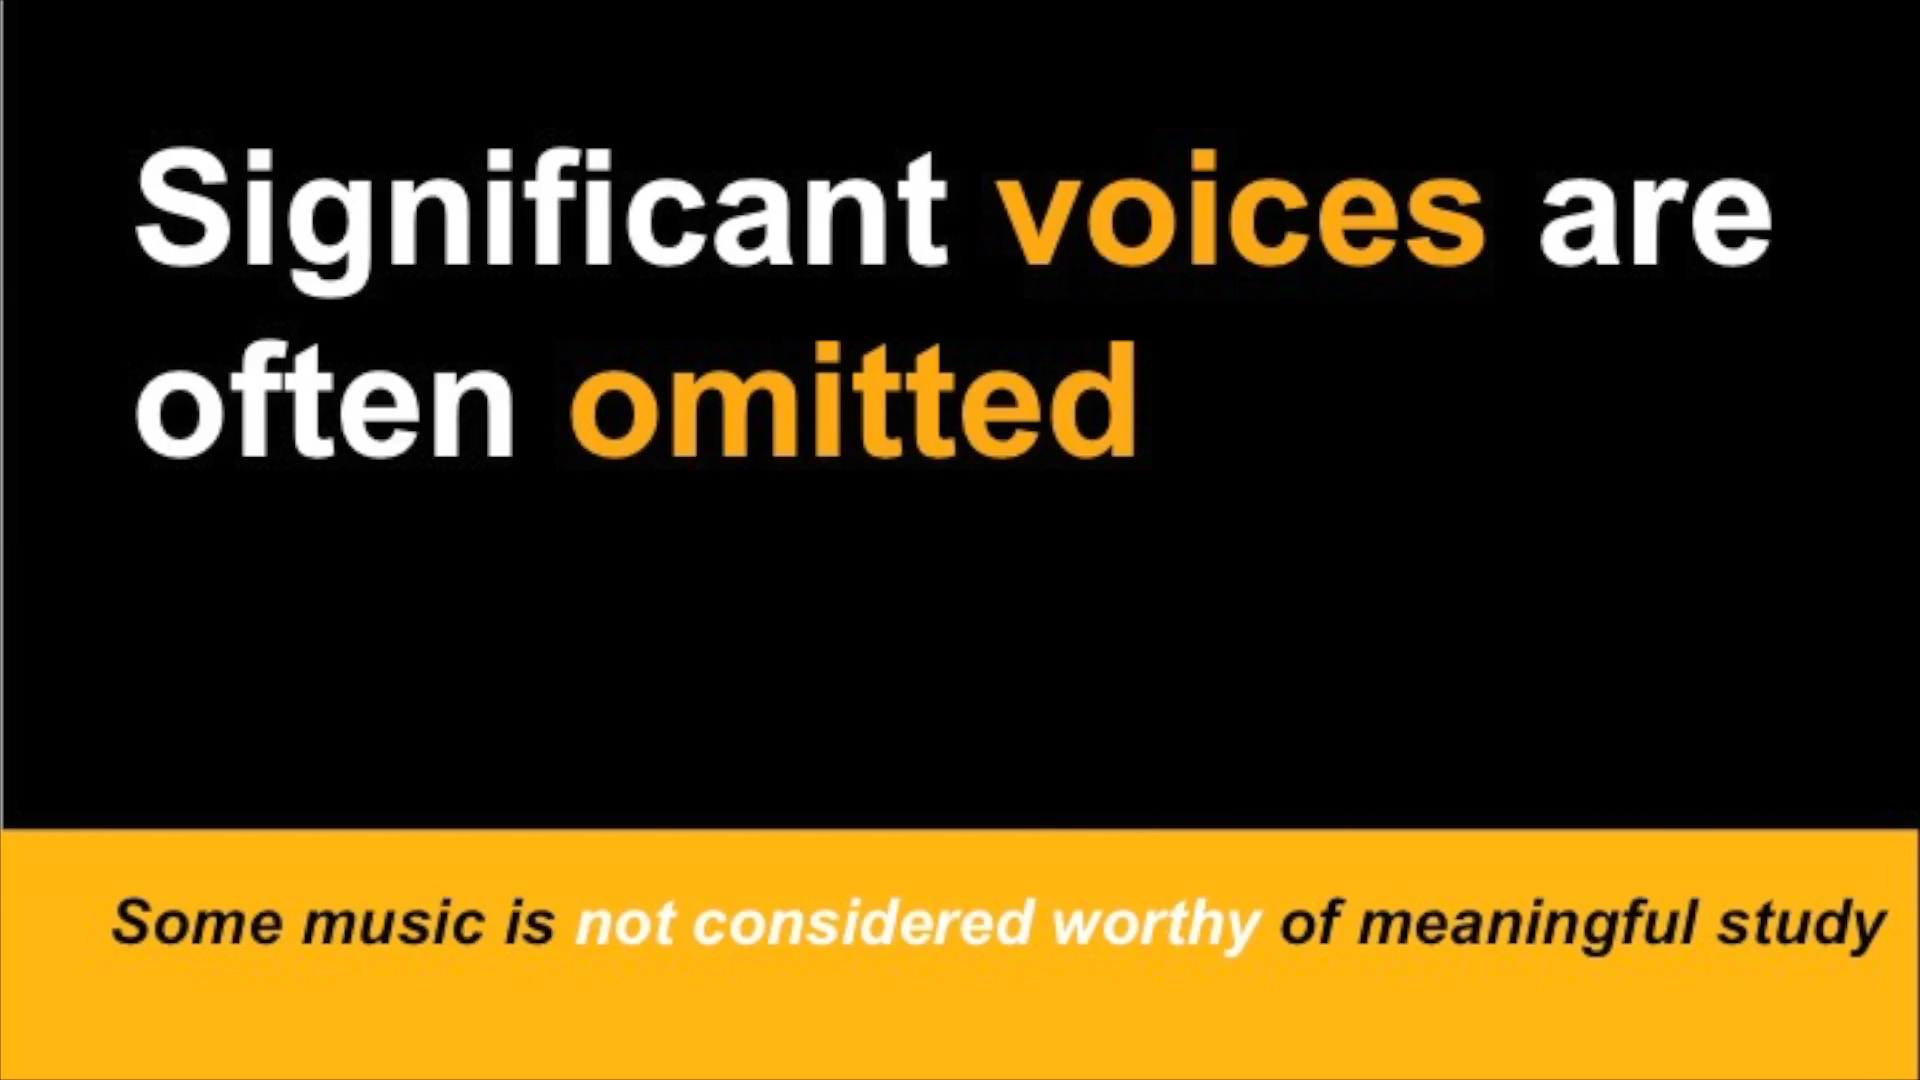 Significant voices are
often omitted
Some music is not considered worthy of meaningful study